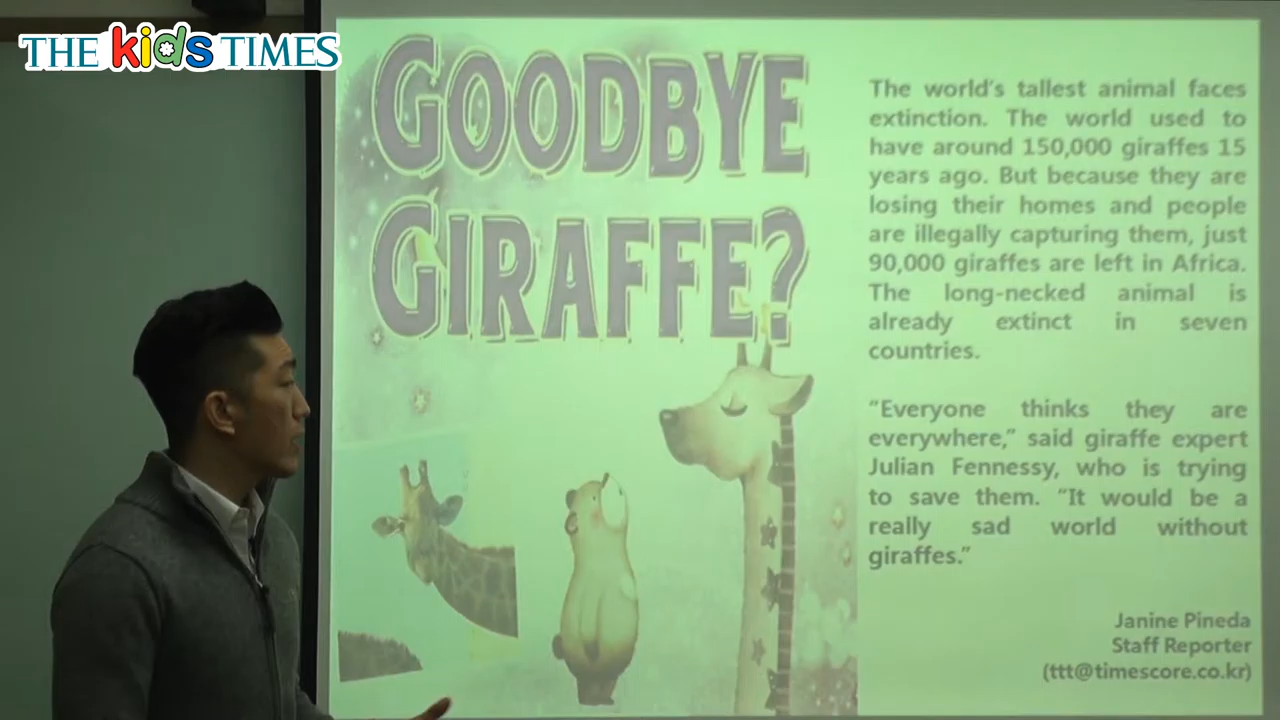 THE kids TIMES
GOODBYE
GIRAFFE?
The world's tallest animal faces
extinction. The world used to
have around 150,000 giraffes 15
years ago. But because they are
losing their homes and people
are illegally capturing them, just
90,000 giraffes are left in Africa.
The long-necked animal is
already extinct in seven
countries.
"Everyone thinks they are
everywhere," said giraffe expert
Julian Fennessy, who is trying
to save them. "It would be a
really sad world without
giraffes."
Janine Pineda
Staff Reporter
(ttt@timescore.co.kr)